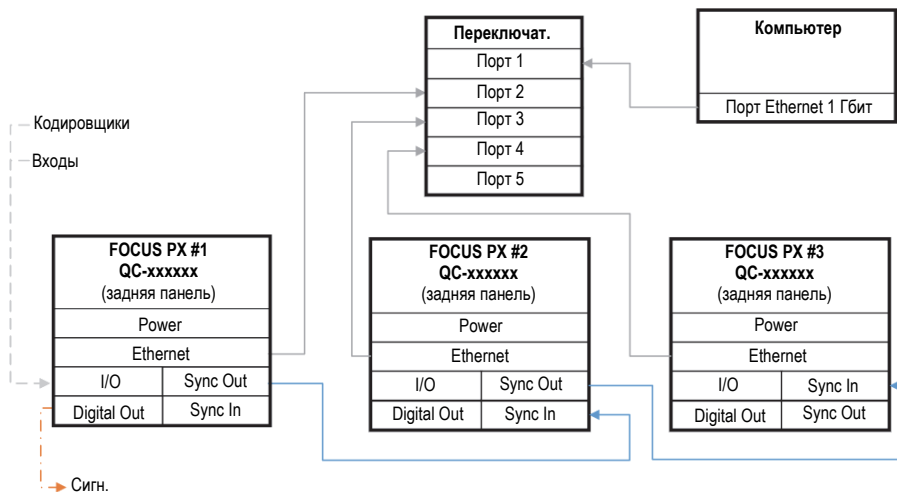 Переключат.
Порт 1
Порт 2
Порт 3
Порт 4
Порт 5
Компьютер
Порт Ethernet 1 Гбит
Кодировщики
Входы
FOCUS PX #1
QC-xxxxxx
(задняя панель)
Power
Ethernet
I/O
Sync Out
Digital Out
Sync In
FOCUS PX #2
QC-xxxxxx
(задняя панель)
Power
Ethernet
I/O
Sync Out
Digital Out
Sync In
FOCUS PX #3
QC-xxxxxx
(задняя панель)
Power
Ethernet
I/O
Sync In
Digital Out
Sync Out
Сигн.